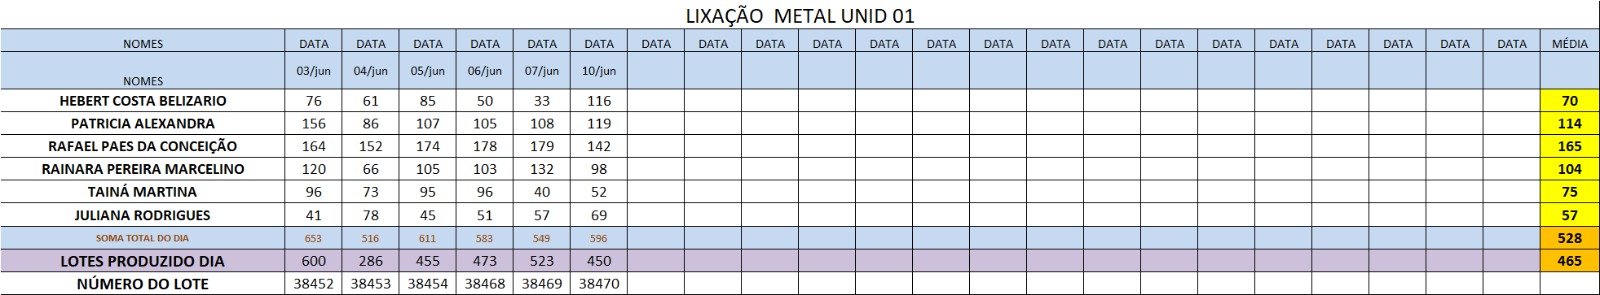 LIXAÇÃO METAL UNID 01
NOMES DATA DATA DATA DATA DATA DATA DATA DATA DATA DATA DATA DATA DATA DATA DATA DATA DATA DATA DATA DATA DATA DATA MÉDIA
NOMES 03/jun 04/jun 05/jun 06/jun 07/jun 10/jun
HEBERT COSTA BELIZARIO 76 61 85 50 33 116 70
PATRICIA ALEXANDRA 156 86 107 105 108 119 114
RAFAEL PAES DA CONCEIÇÃO 164 152 174 178 179 142 165
RAINARA PEREIRA MARCELINO 120 66 105 103 132 98 104
TAINÁ MARTINA 96 73 95 96 40 52 75
JULIANA RODRIGUES 41 78 45 51 57 69 57
SOMA TOTAL DO DIA 653 516 611 583 549 596 528
LOTES PRODUZIDO DIA 600 286 455 473 523 450 465
NÚMERO DO LOTE 38452 38453 38454 38468 38469 38470